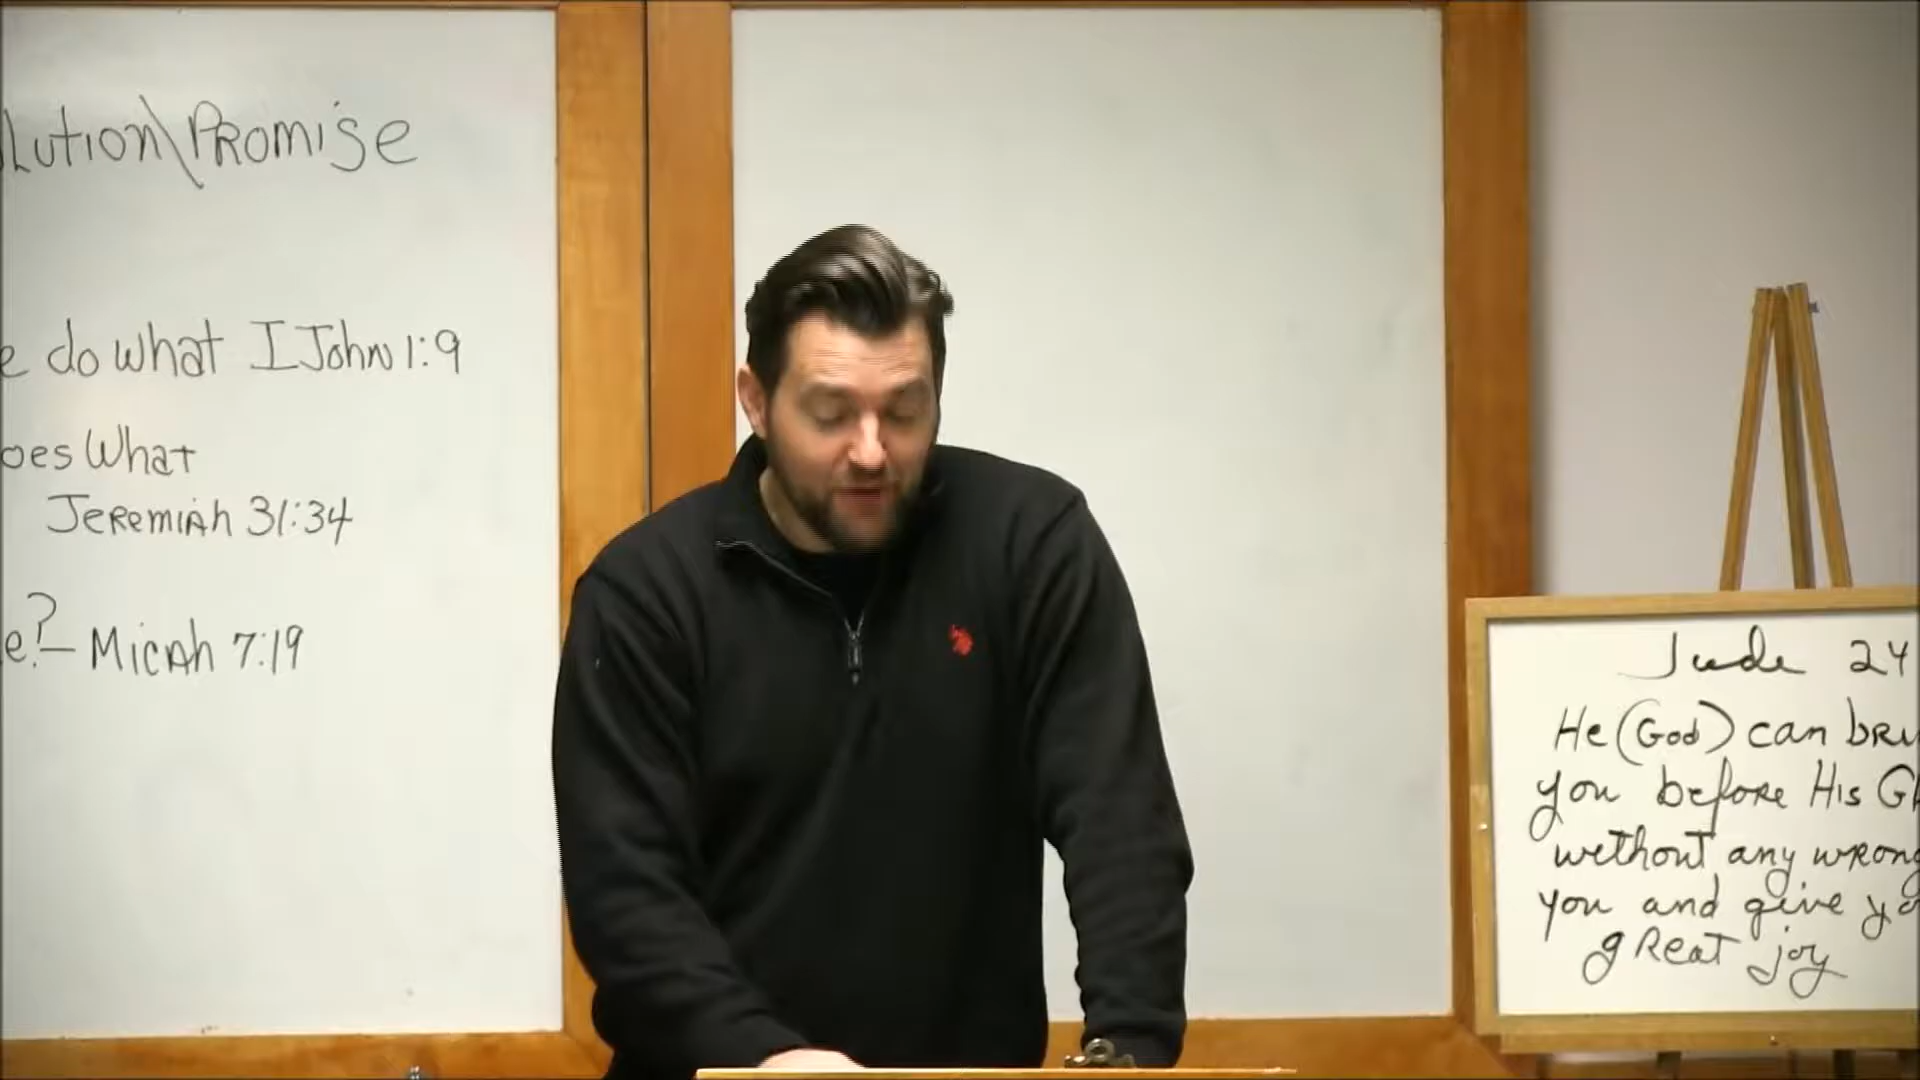 lution\Promise
e do what I John 1:9
oes What
Jeremiah 31:34
e?- Micah 7:19
Jude 24
He (God) can bri
you before His Gl
without any wrong
you and give yo
great joy